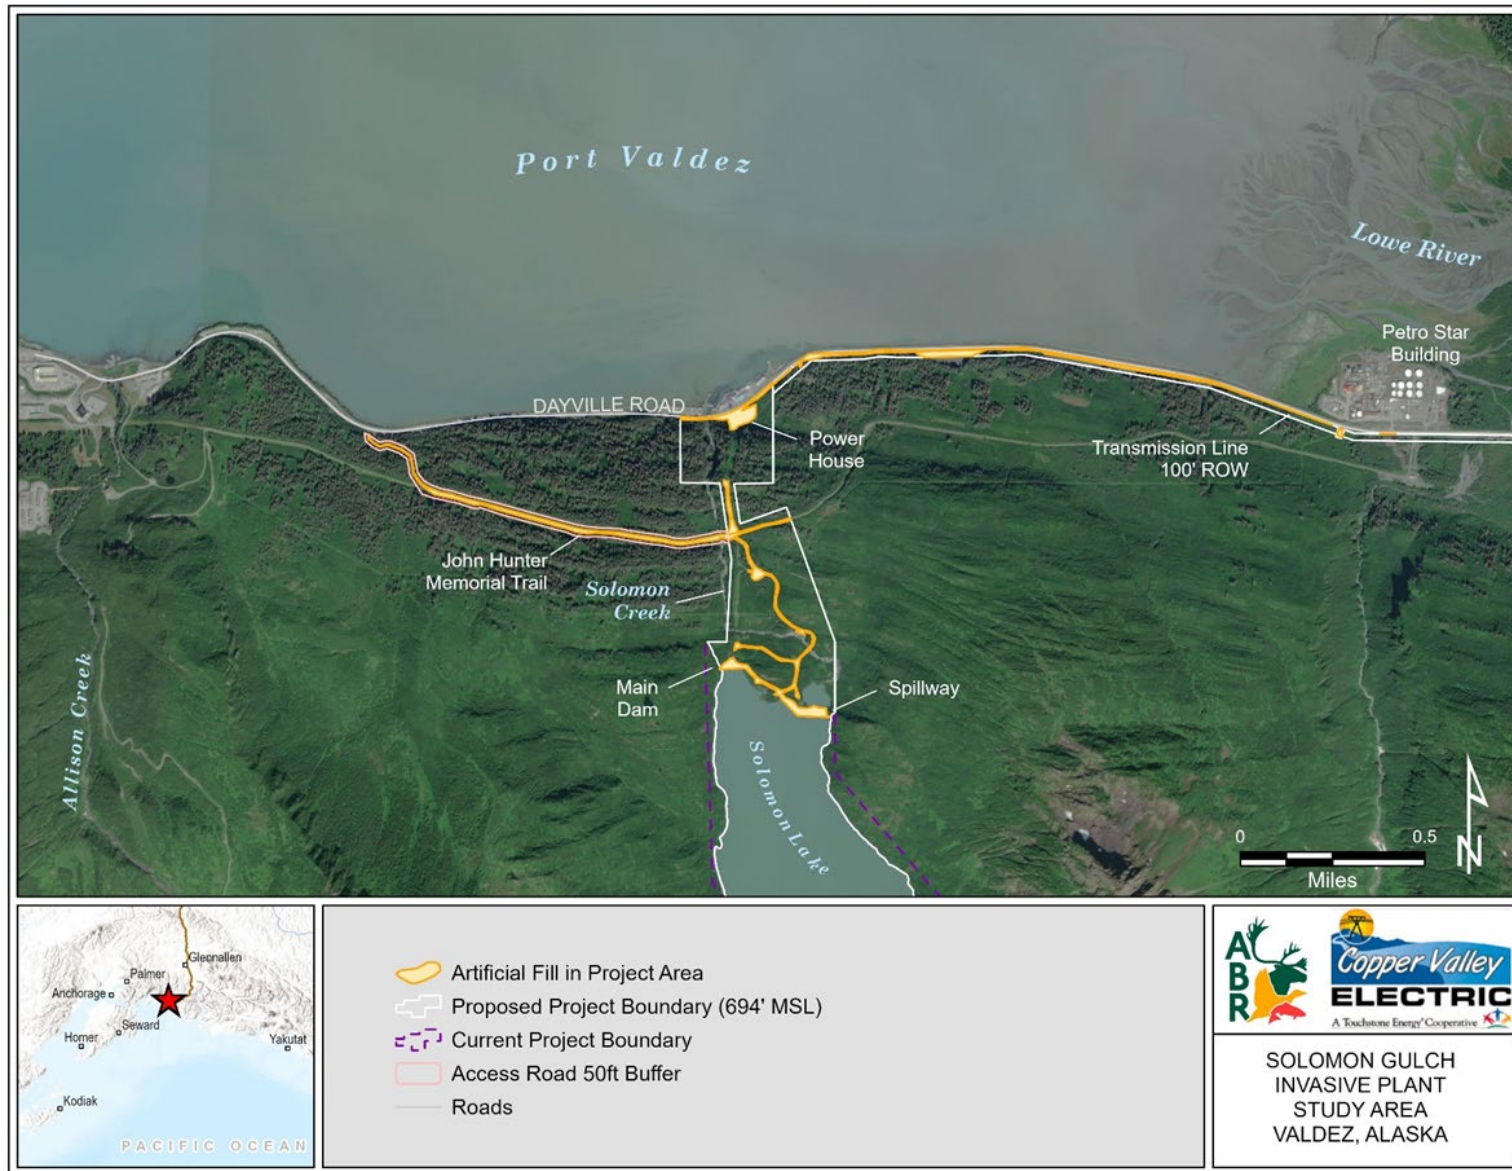 Port Valdez
Lowe River
Petro Star
Building
DAYVILLE ROAD
Power
House
Transmission Line
100' ROW
John Hunter
Memorial Trail
Solomon
Creek
Allison Creek
Main
Dam
Spillway
Solomon Lake
0 0.5
Miles
N
Glennallen
Palmer
Anchorage
Seward
Homer
Yakutat
Kodiak
PACIFIC OCEAN
Artificial Fill in Project Area
Proposed Project Boundary (694' MSL)
Current Project Boundary
Access Road 50ft Buffer
Roads
ABR
Copper Valley
ELECTRIC
A Touchstone Energy® Cooperative
SOLOMON GULCH
INVASIVE PLANT
STUDY AREA
VALDEZ, ALASKA